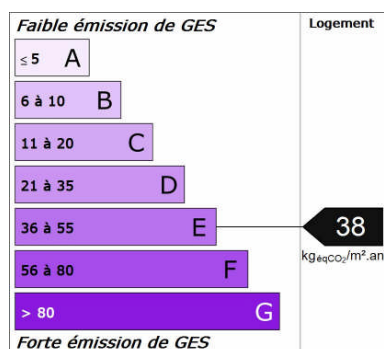 Faible émission de GES
Logement
≤ 5 A
6 à 10 B
11 à 20 C
21 à 35 D
36 à 55 E
38
kgéqCO2/m².an
56 à 80 F
> 80 G
Forte émission de GES